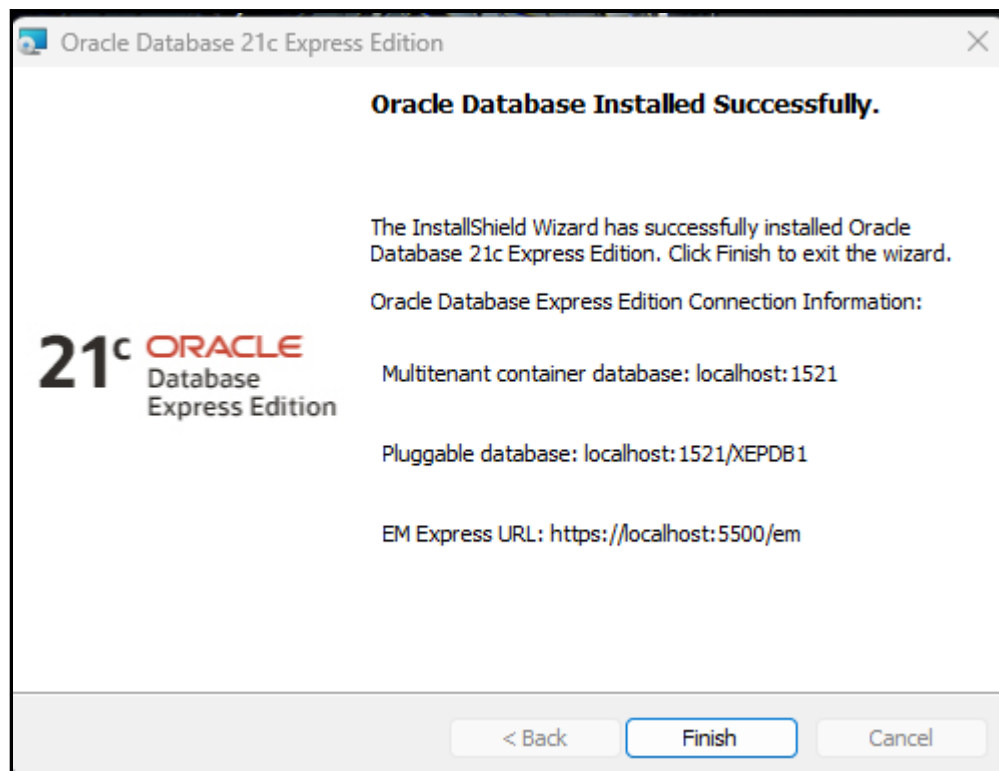 Oracle Database 21c Express Edition
Oracle Database Installed Successfully.
The InstallShield Wizard has successfully installed Oracle
Database 21c Express Edition. Click Finish to exit the wizard.
Oracle Database Express Edition Connection Information:
21c ORACLE
Database
Express Edition
Multitenant container database: localhost:1521
Pluggable database: localhost:1521/XEPDB1
EM Express URL: https://localhost:5500/em
< Back
Finish
Cancel